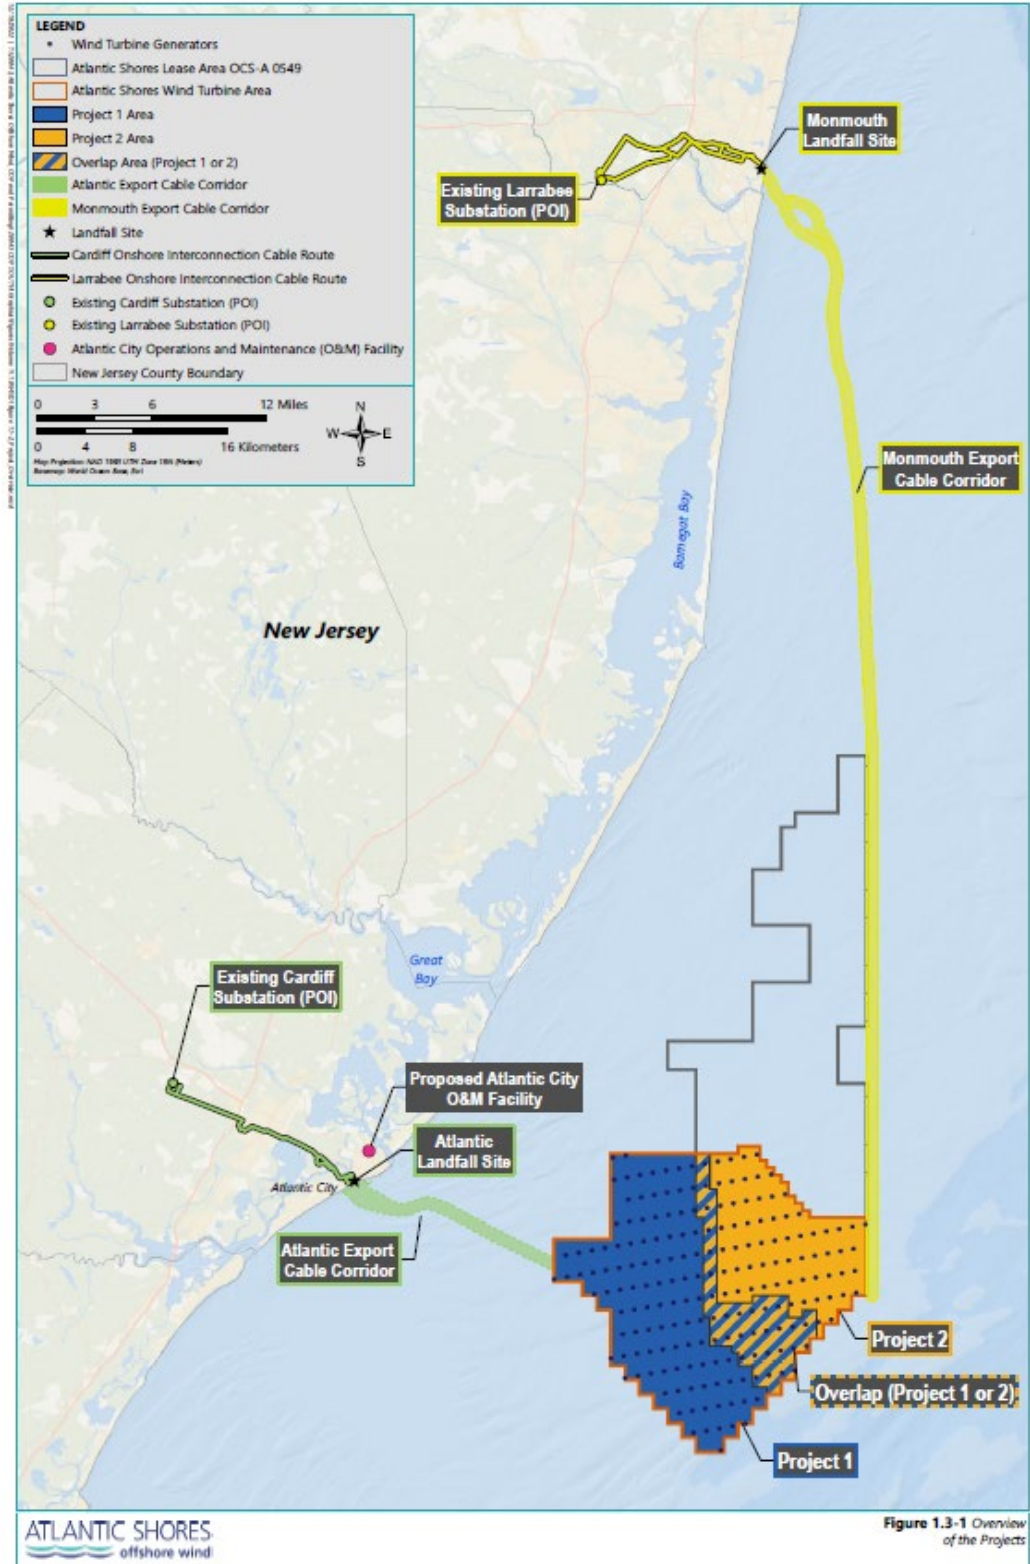 LEGEND
Wind Turbine Generators
Atlantic Shores Lease Area OCS-A 0549
Atlantic Shores Wind Turbine Area
Project 1 Area
Project 2 Area
Overlap Area (Project 1 or 2)
Atlantic Export Cable Corridor
Monmouth Export Cable Corridor
Landfall Site
Cardiff Onshore Interconnection Cable Route
Larrabee Onshore Interconnection Cable Route
Existing Cardiff Substation (POI)
Existing Larrabee Substation (POI)
Atlantic City Operations and Maintenance (O&M) Facility
New Jersey County Boundary
0 3 6 12 Miles
0 4 8 16 Kilometers
N
W E
S
Monmouth
Landfall Site
Existing Larrabee
Substation (POI)
Monmouth Export
Cable Corridor
Barnegat Bay
New Jersey
Great
Bay
Existing Cardiff
Substation (POI)
Proposed Atlantic City
O&M Facility
Atlantic
Landfall Site
Atlantic City
Atlantic Export
Cable Corridor
Project 2
Overlap (Project 1 or 2)
Project 1
ATLANTIC SHORES
offshore wind
Figure 1.3-1 Overview
of the Projects